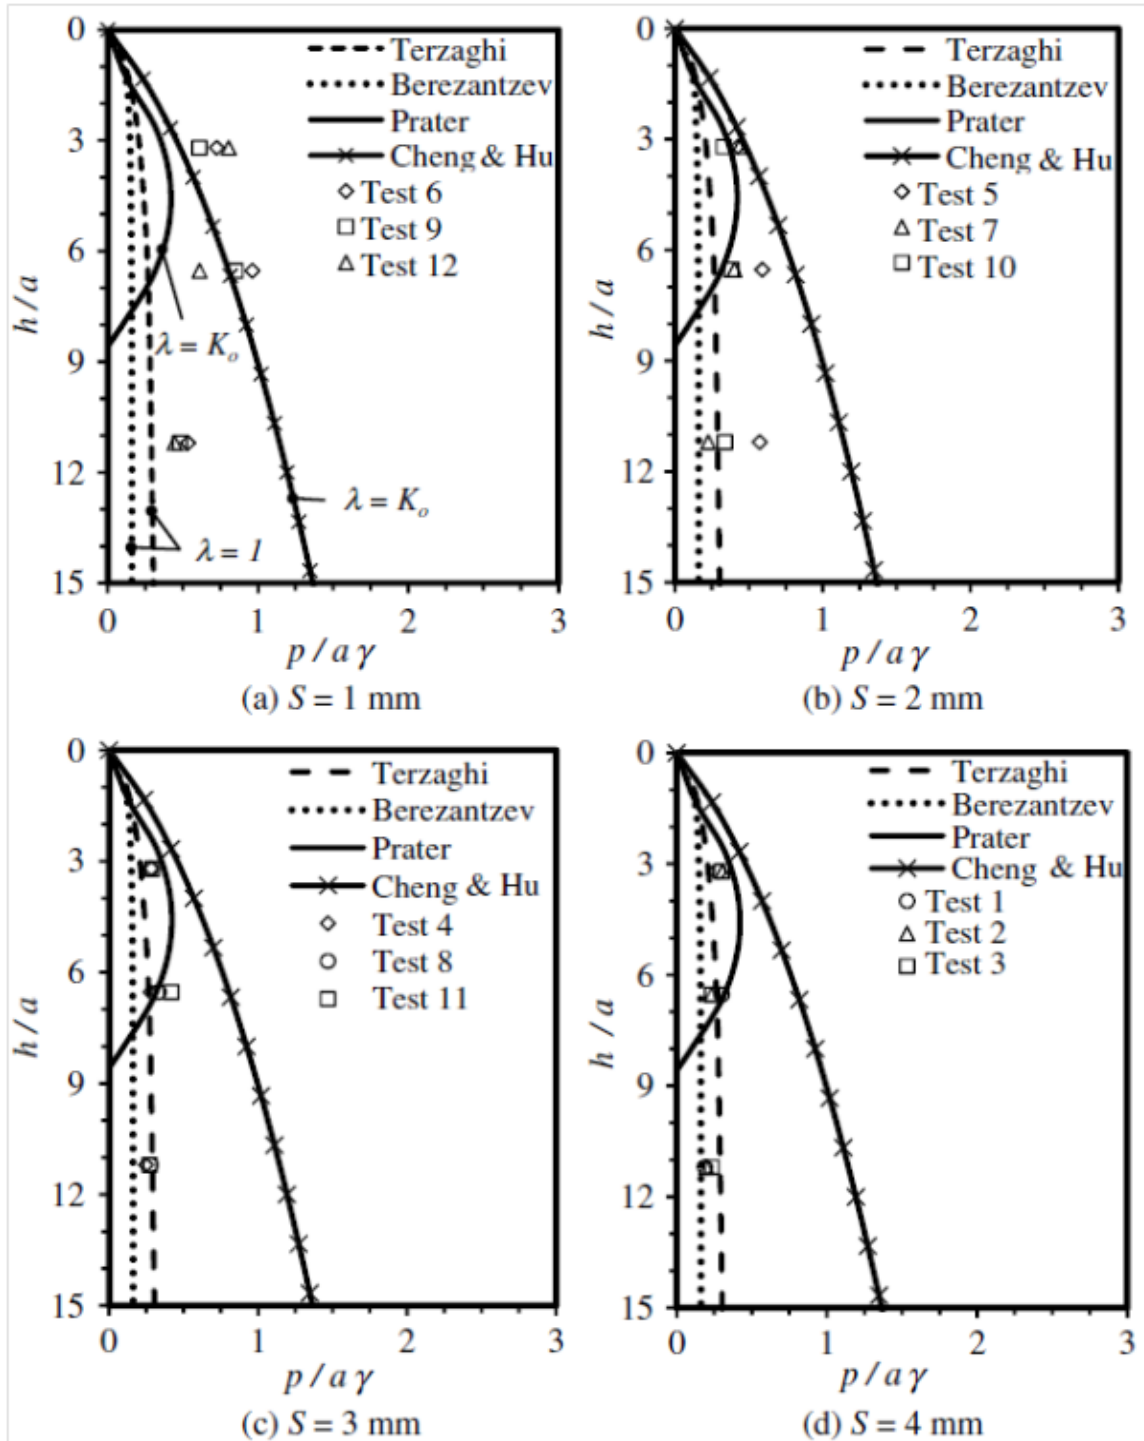 0
3
6
9
12
15
h / a
Terzaghi
Berezantzev
Prater
Cheng & Hu
Test 6
Test 9
Test 12
λ = Kₒ
λ = Kₒ
λ = 1
0
1
2
3
p / a γ
(a) S = 1 mm
0
3
6
9
12
15
h / a
Terzaghi
Berezantzev
Prater
Cheng & Hu
Test 5
Test 7
Test 10
0
1
2
3
p / a γ
(b) S = 2 mm
0
3
6
9
12
15
h / a
Terzaghi
Berezantzev
Prater
Cheng & Hu
Test 4
Test 8
Test 11
0
1
2
3
p / a γ
(c) S = 3 mm
0
3
6
9
12
15
h / a
Terzaghi
Berezantzev
Prater
Cheng & Hu
Test 1
Test 2
Test 3
0
1
2
3
p / a γ
(d) S = 4 mm